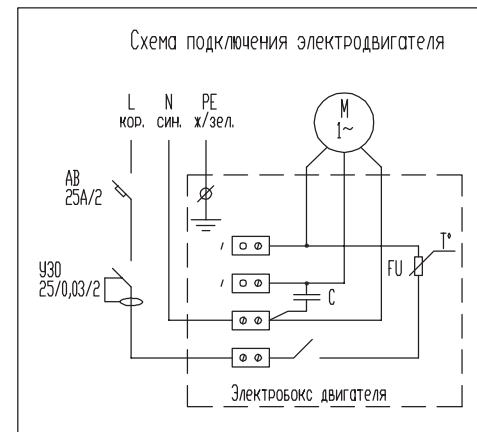 Схема подключения электродвигателя
L N PE
кор. син. ж/зел.
M
1~
АВ
25А/2
T°
УЗО
25/0,03/2
FU
C
Электробокс двигателя